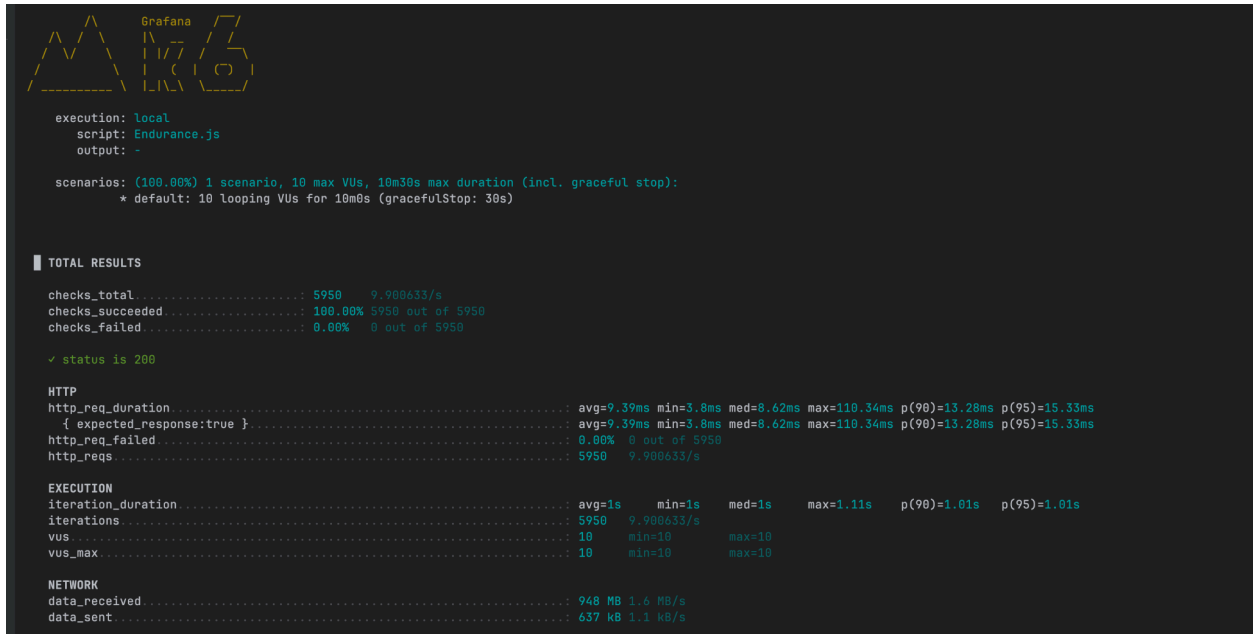 Grafana
execution: local
script: Endurance.js
output: -
scenarios: (100.00%) 1 scenario, 10 max VUs, 10m30s max duration (incl. graceful stop):
* default: 10 looping VUs for 10m0s (gracefulStop: 30s)
TOTAL RESULTS
checks_total.......................: 5950 9.900633/s
checks_succeeded...................: 100.00% 5950 out of 5950
checks_failed......................: 0.00% 0 out of 5950
✓ status is 200
HTTP
http_req_duration.......................................................: avg=9.39ms min=3.8ms med=8.62ms max=110.34ms p(90)=13.28ms p(95)=15.33ms
{ expected_response:true }............................................: avg=9.39ms min=3.8ms med=8.62ms max=110.34ms p(90)=13.28ms p(95)=15.33ms
http_req_failed.........................................................: 0.00% 0 out of 5950
http_reqs...............................................................: 5950 9.900633/s
EXECUTION
iteration_duration......................................................: avg=1s min=1s med=1s max=1.11s p(90)=1.01s p(95)=1.01s
iterations..............................................................: 5950 9.900633/s
vus.....................................................................: 10 min=10 max=10
vus_max.................................................................: 10 min=10 max=10
NETWORK
data_received...........................................................: 948 MB 1.6 MB/s
data_sent...............................................................: 637 kB 1.1 kB/s